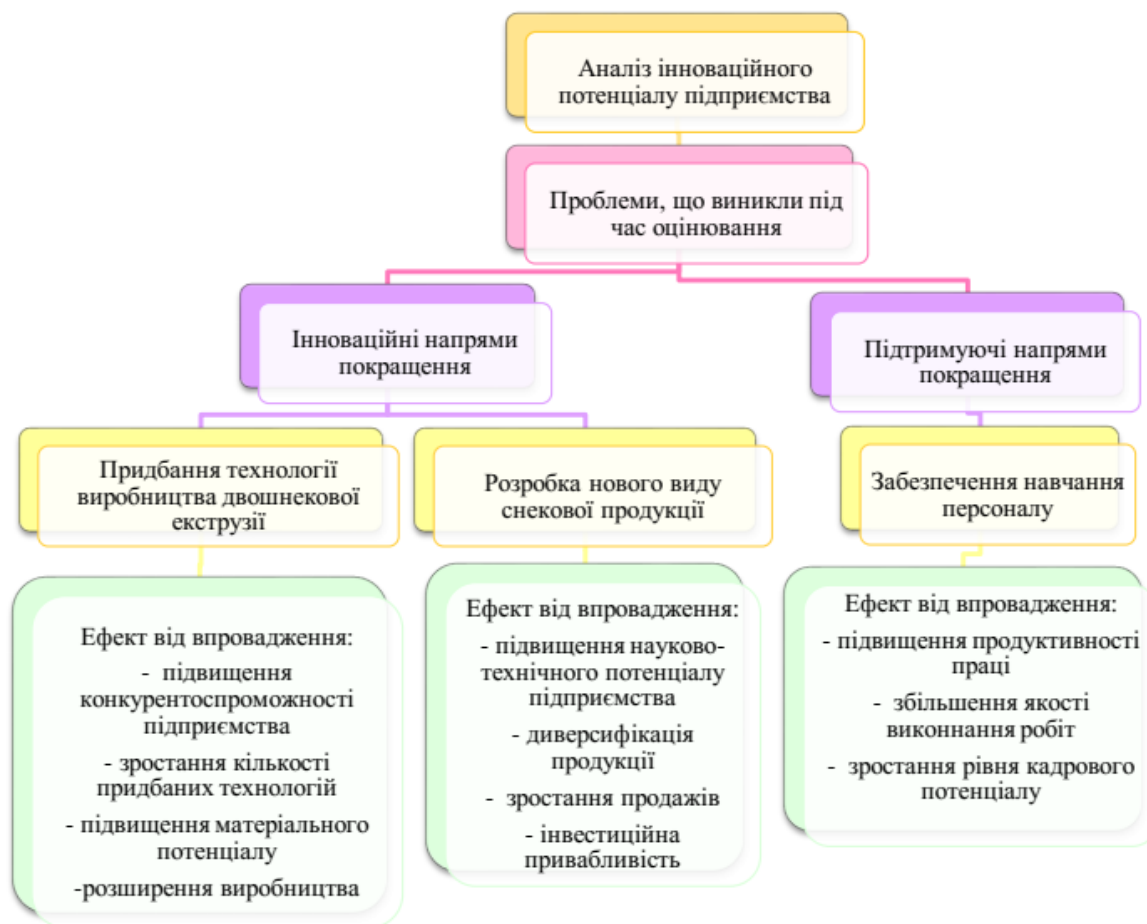 Аналіз інноваційного
потенціалу підприємства
Проблеми, що виникли під
час оцінювання
Інноваційні напрями
покращення
Підтримуючі напрями
покращення
Придбання технології
виробництва двошнекової
екструзії
Розробка нового виду
снекової продукції
Забезпечення навчання
персоналу
Ефект від впровадження:
- підвищення
конкурентоспроможності
підприємства
- зростання кількості
придбаних технологій
- підвищення матеріального
потенціалу
-розширення виробництва
Ефект від впровадження:
- підвищення науково-
технічного потенціалу
підприємства
- диверсифікація
продукції
- зростання продажів
- інвестиційна
привабливість
Ефект від впровадження:
- підвищення продуктивності
праці
- збільшення якості
виконнання робіт
- зростання рівня кадрового
потенціалу